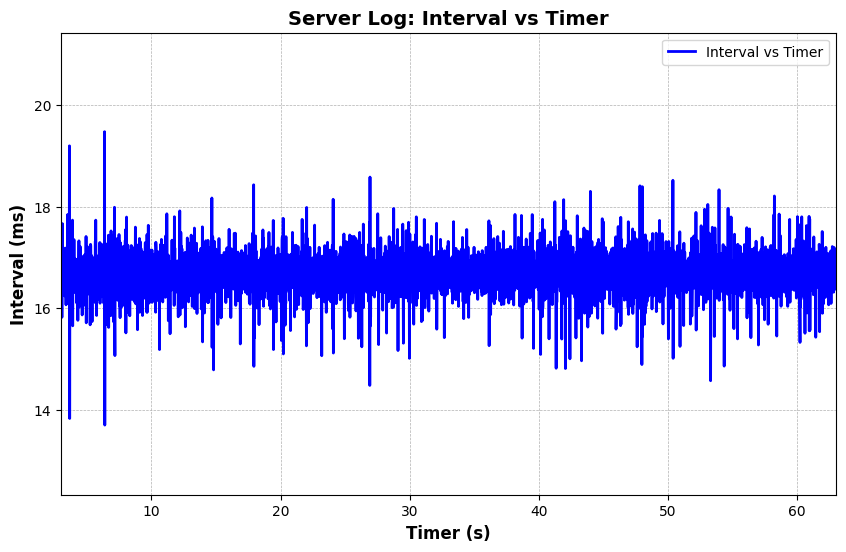 Server Log: Interval vs Timer
Interval vs Timer
20
18
16
14
Interval (ms)
10 20 30 40 50 60
Timer (s)